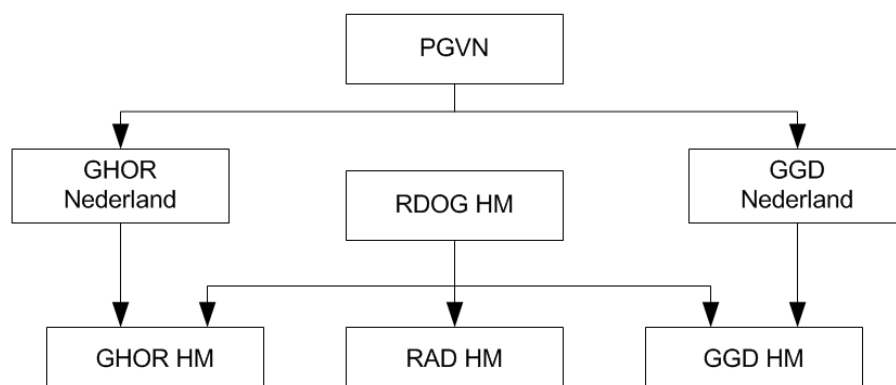 PGVN
GHOR
Nederland
RDOG HM
GGD
Nederland
GHOR HM
RAD HM
GGD HM